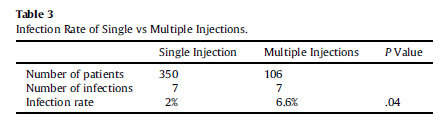 Table 3
Infection Rate of Single vs Multiple Injections.
Single Injection Multiple Injections P Value
Number of patients 350 106
Number of infections 7 7
Infection rate 2% 6.6% .04